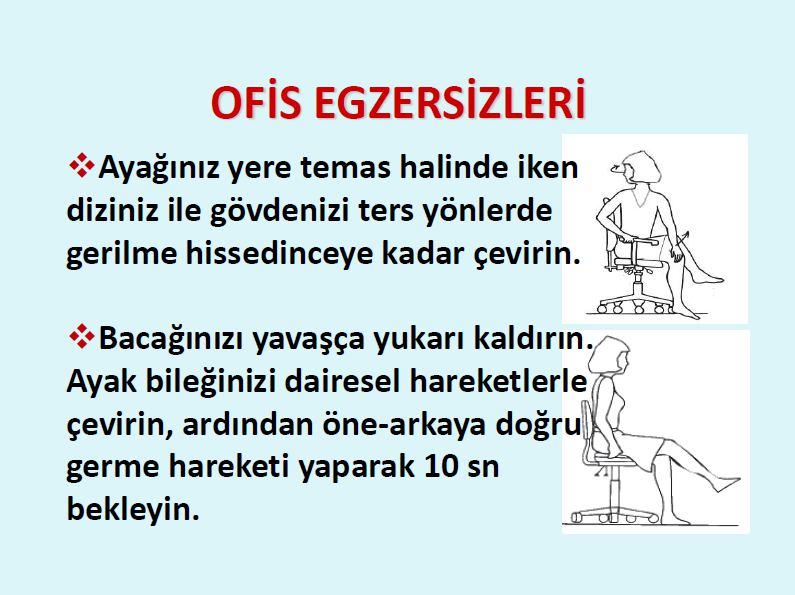 OFİS EGZERSİZLERİ
❖Ayağınız yere temas halinde iken
diziniz ile gövdenizi ters yönlerde
gerilme hissedinceye kadar çevirin.
❖Bacağınızı yavaşça yukarı kaldırın.
Ayak bileğinizi dairesel hareketlerle
çevirin, ardından öne-arkaya doğru
germe hareketi yaparak 10 sn
bekleyin.